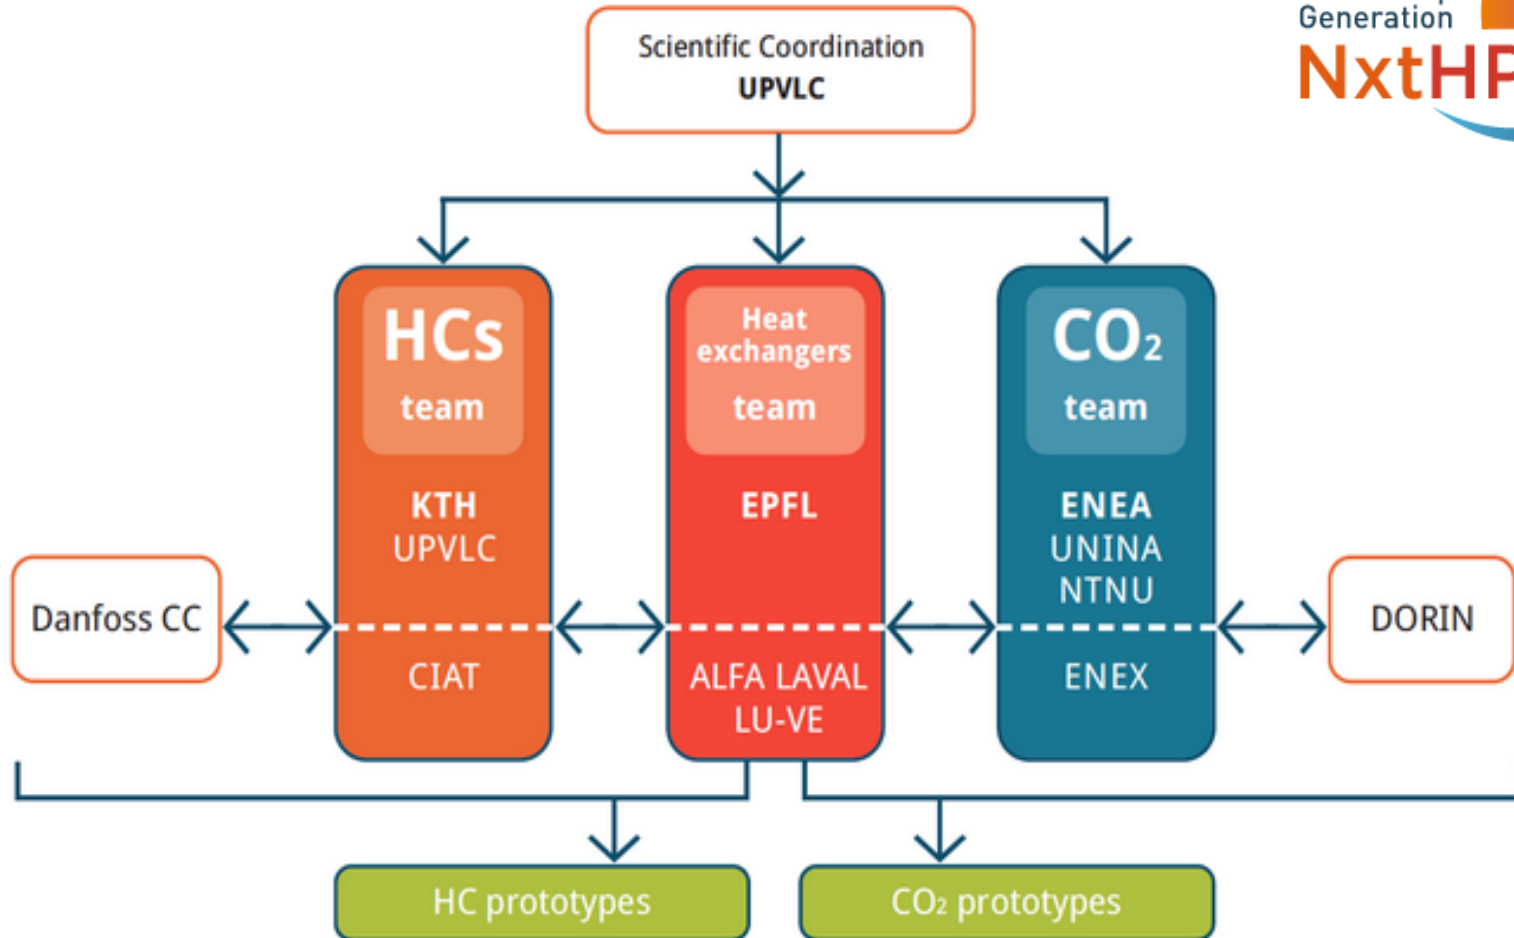 Generation
NxtHP
Scientific Coordination
UPVLC
HCs
team
KTH
UPVLC
CIAT
Heat
exchangers
team
EPFL
ALFA LAVAL
LU-VE
CO₂
team
ENEA
UNINA
NTNU
ENEX
Danfoss CC
DORIN
HC prototypes
CO₂ prototypes